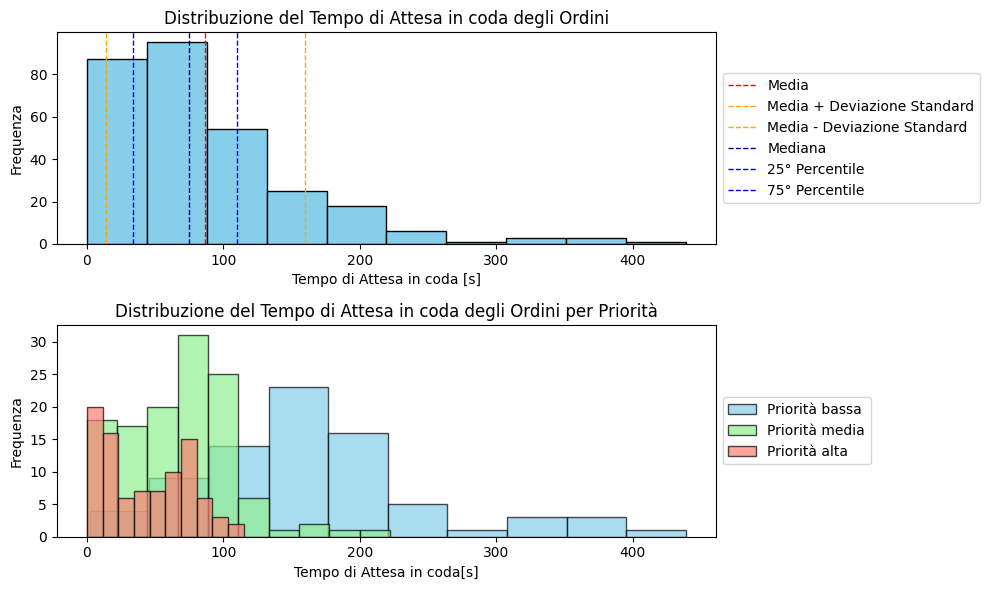 Distribuzione del Tempo di Attesa in coda degli Ordini
80
60
40
20
0
Frequenza
0 100 200 300 400
Tempo di Attesa in coda [s]
Media
Media + Deviazione Standard
Media - Deviazione Standard
Mediana
25° Percentile
75° Percentile
Distribuzione del Tempo di Attesa in coda degli Ordini per Priorità
30
25
20
15
10
5
0
Frequenza
0 100 200 300 400
Tempo di Attesa in coda[s]
Priorità bassa
Priorità media
Priorità alta